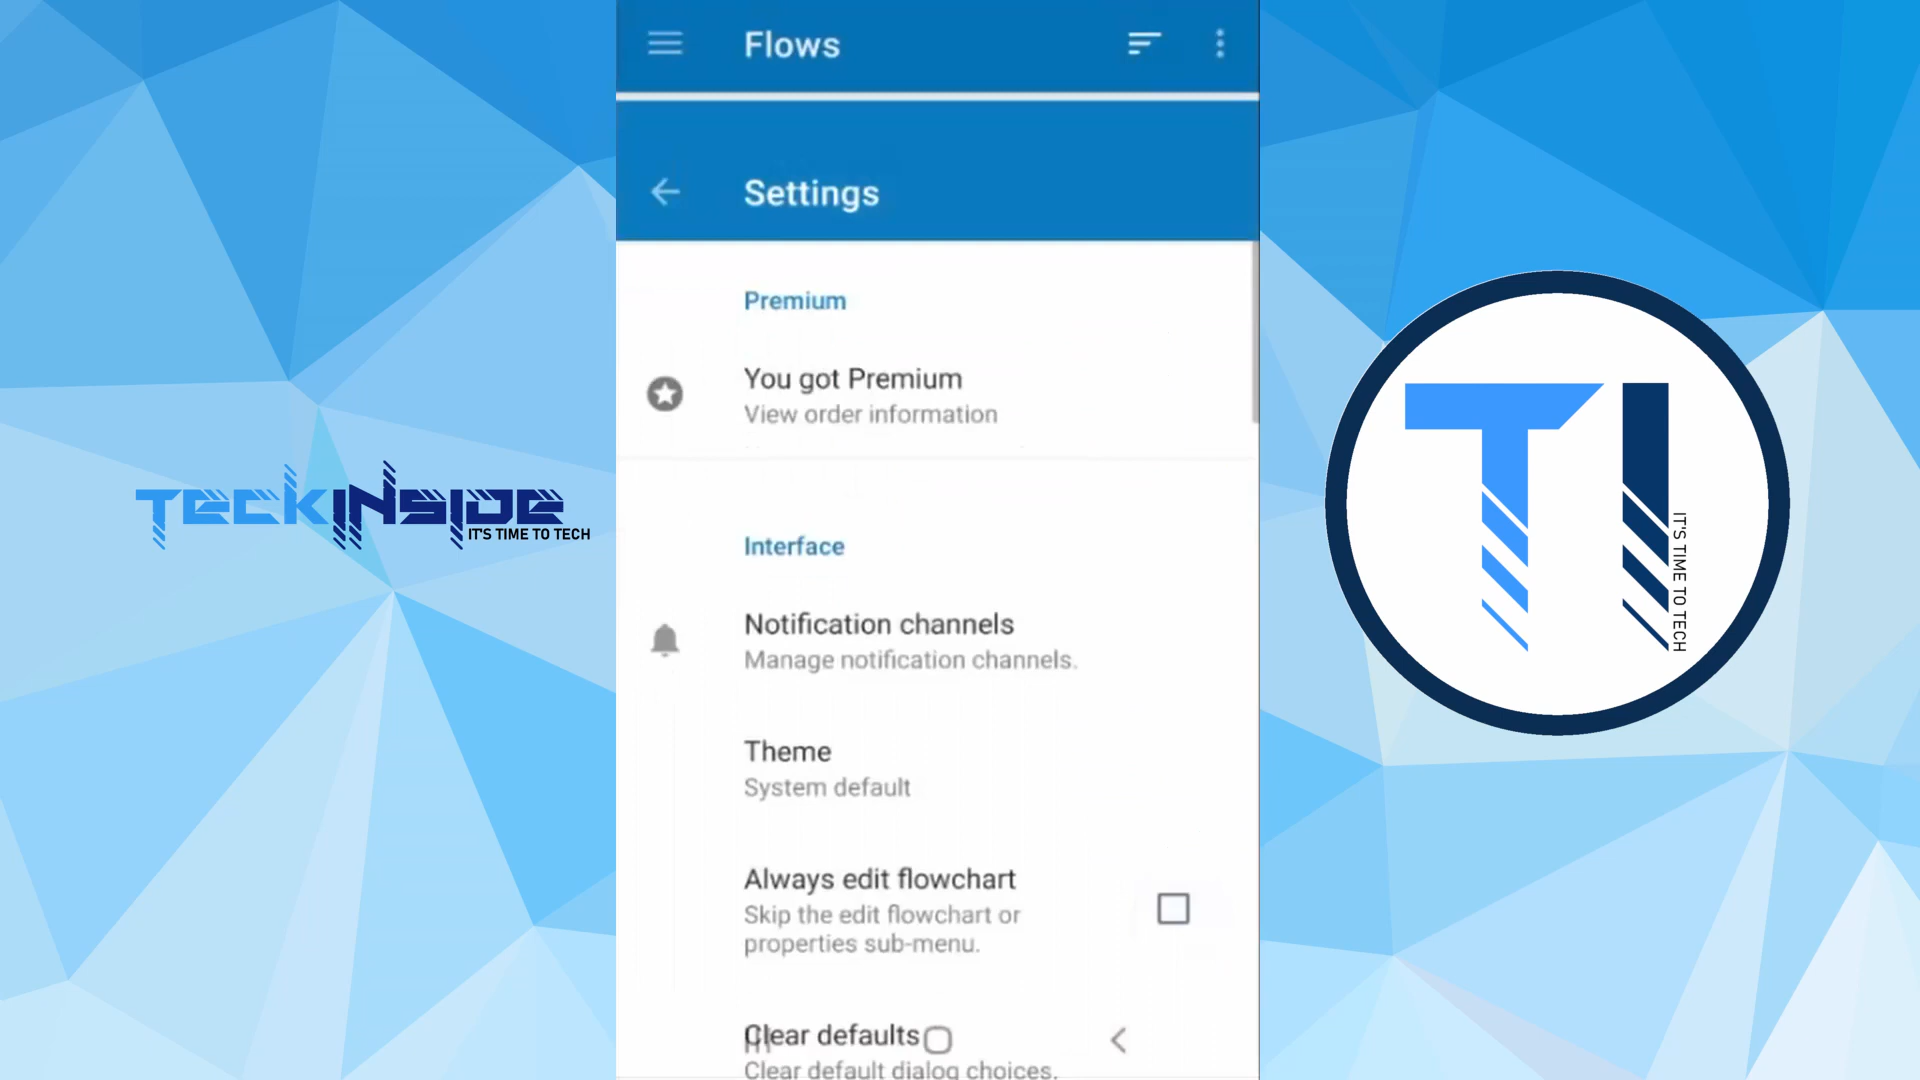 Flows
Settings
Premium
You got Premium
View order information
Interface
Notification channels
Manage notification channels.
Theme
System default
Always edit flowchart
Skip the edit flowchart or
properties sub-menu.
Clear defaults
Clear default dialog choices.
TECKINSIDE
IT'S TIME TO TECH
TI
IT'S TIME TO TECH